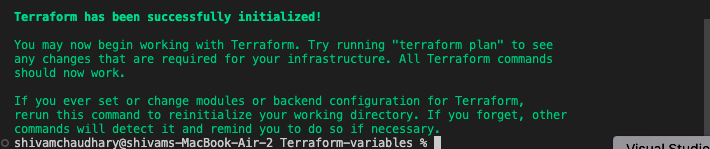 Terraform has been successfully initialized!
You may now begin working with Terraform. Try running "terraform plan" to see
any changes that are required for your infrastructure. All Terraform commands
should now work.
If you ever set or change modules or backend configuration for Terraform,
rerun this command to reinitialize your working directory. If you forget, other
commands will detect it and remind you to do so if necessary.
shivamchaudhary@shivams-MacBook-Air-2 Terraform-variables %
Visual Studio